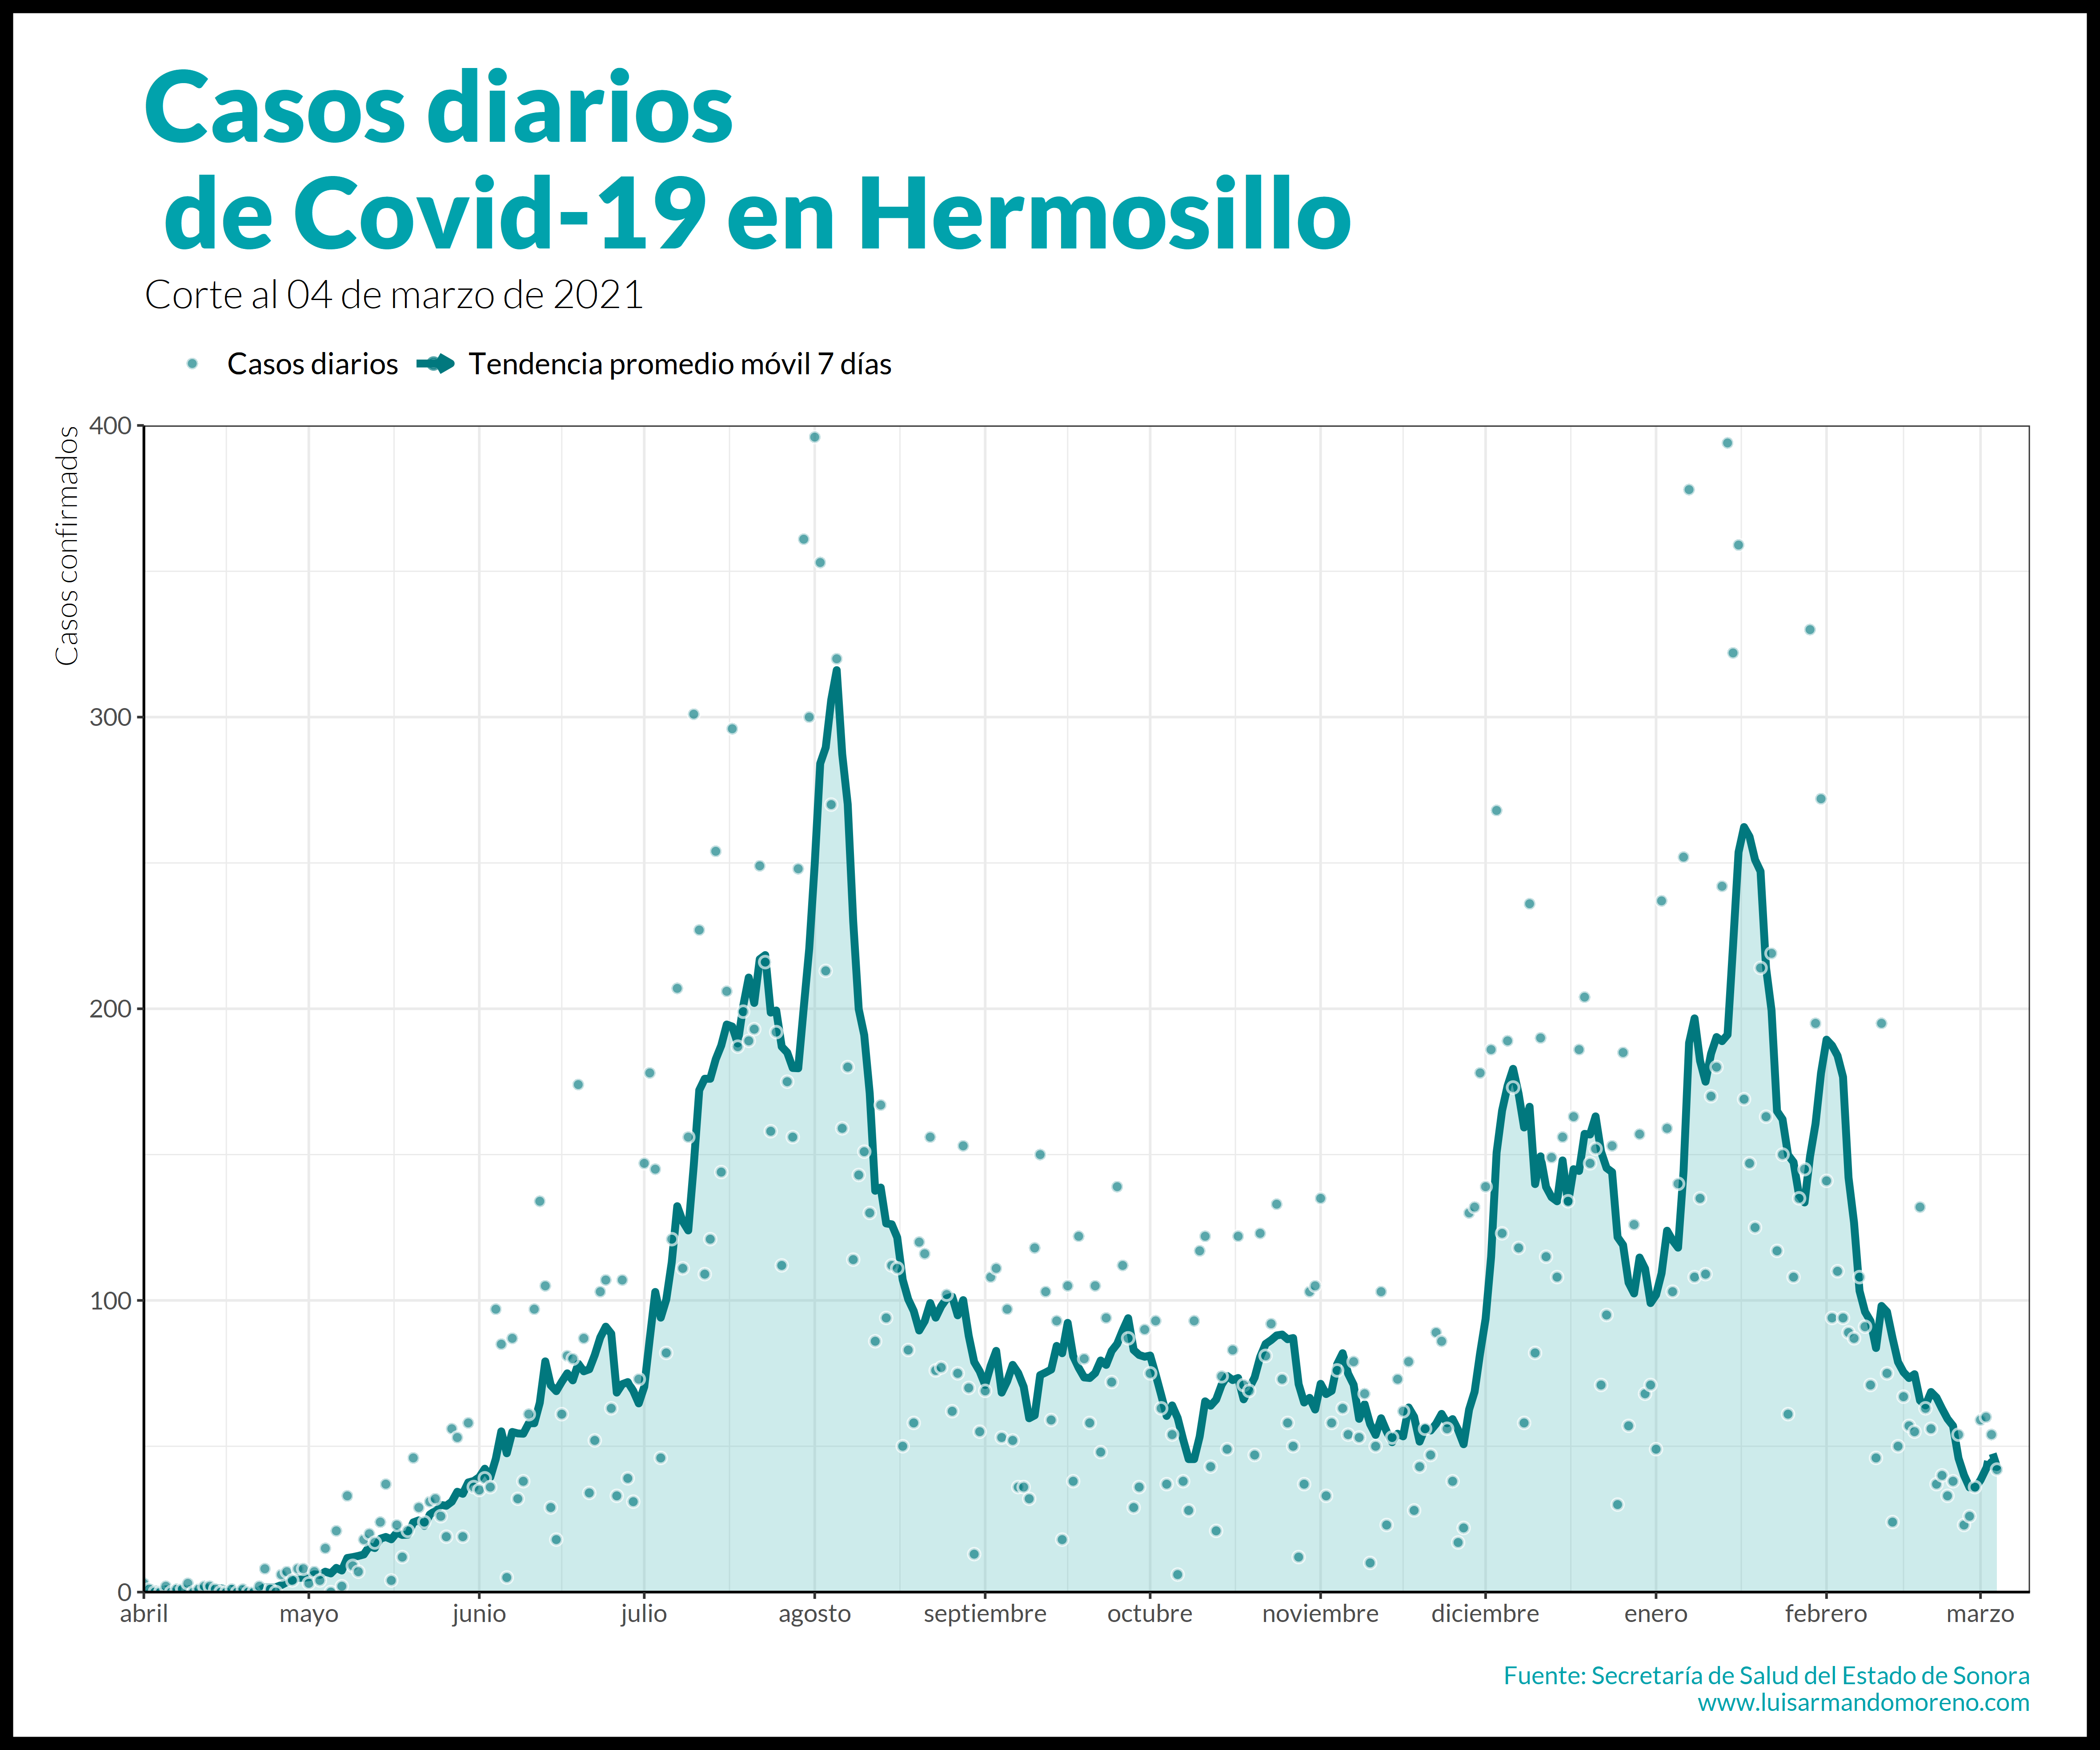 Casos diarios
de Covid-19 en Hermosillo
Corte al 04 de marzo de 2021
Casos diarios Tendencia promedio móvil 7 días
Casos confirmados
400
300
200
100
0
abril mayo junio julio agosto septiembre octubre noviembre diciembre enero febrero marzo
Fuente: Secretaría de Salud del Estado de Sonora
www.luisarmandomoreno.com